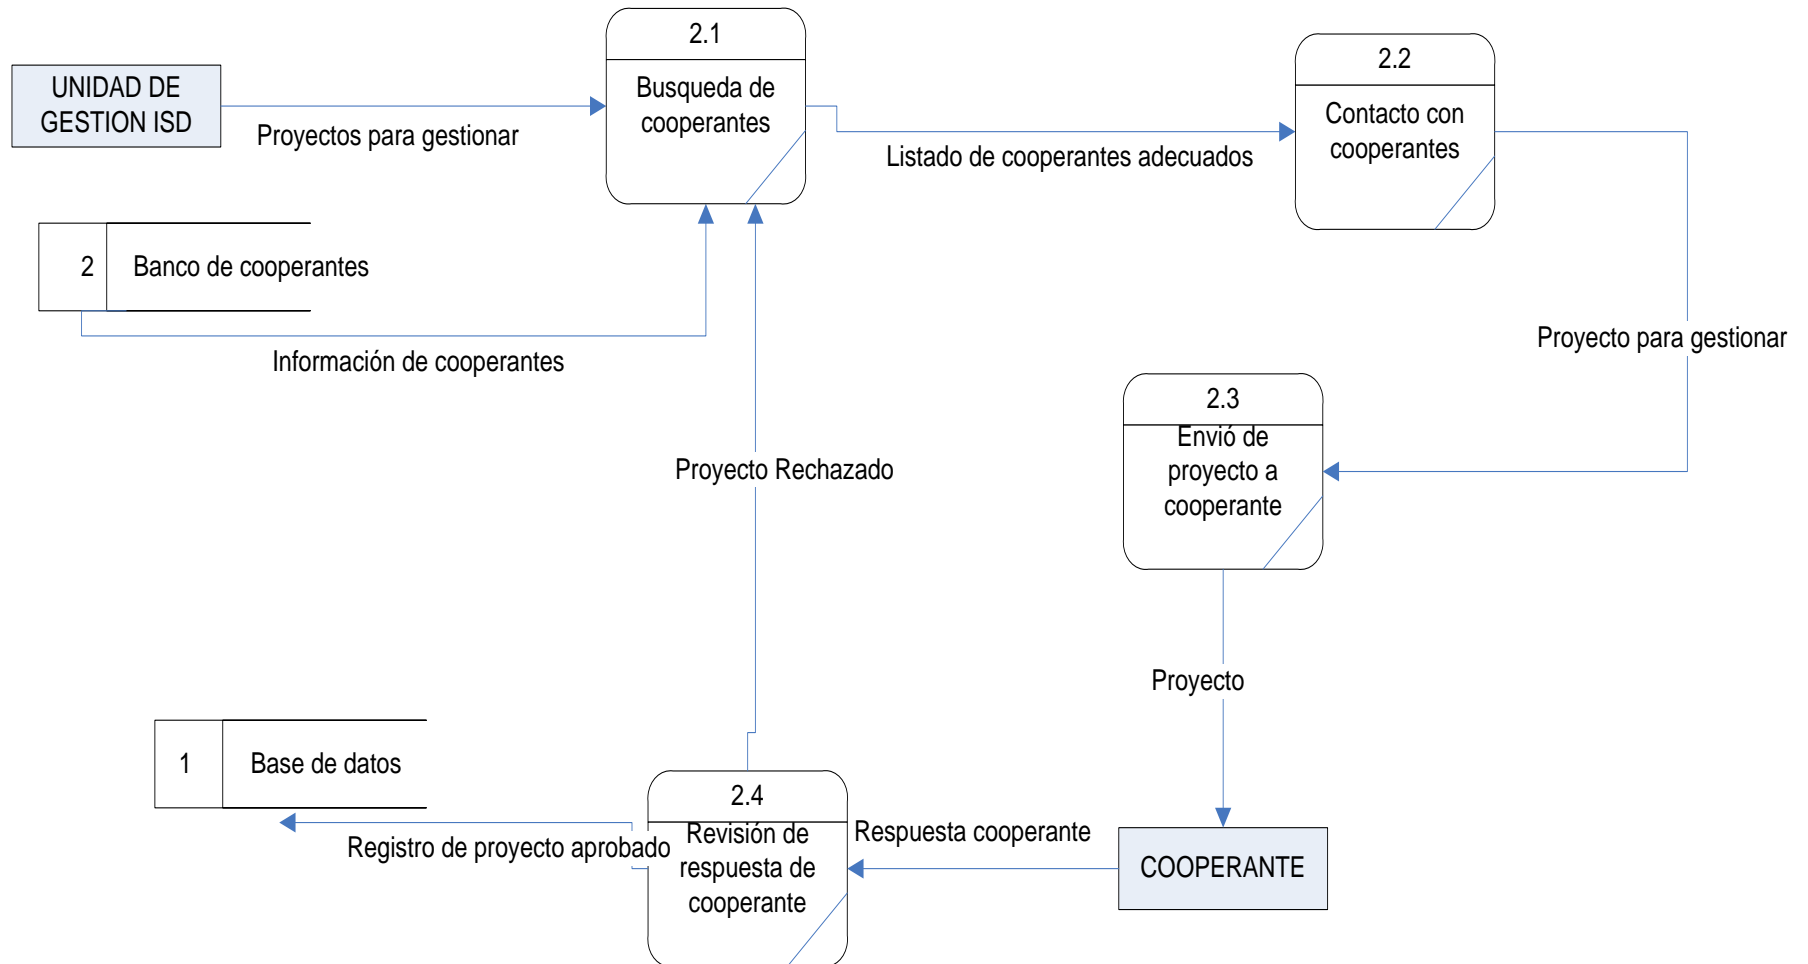 2.1
Busqueda de
cooperantes
2.2
Contacto con
cooperantes
UNIDAD DE
GESTION ISD
Proyectos para gestionar
Listado de cooperantes adecuados
2
Banco de cooperantes
Información de cooperantes
Proyecto para gestionar
2.3
Envió de
proyecto a
cooperante
Proyecto Rechazado
Proyecto
1
Base de datos
2.4
Revisión de
respuesta de
cooperante
Registro de proyecto aprobado
Respuesta cooperante
COOPERANTE